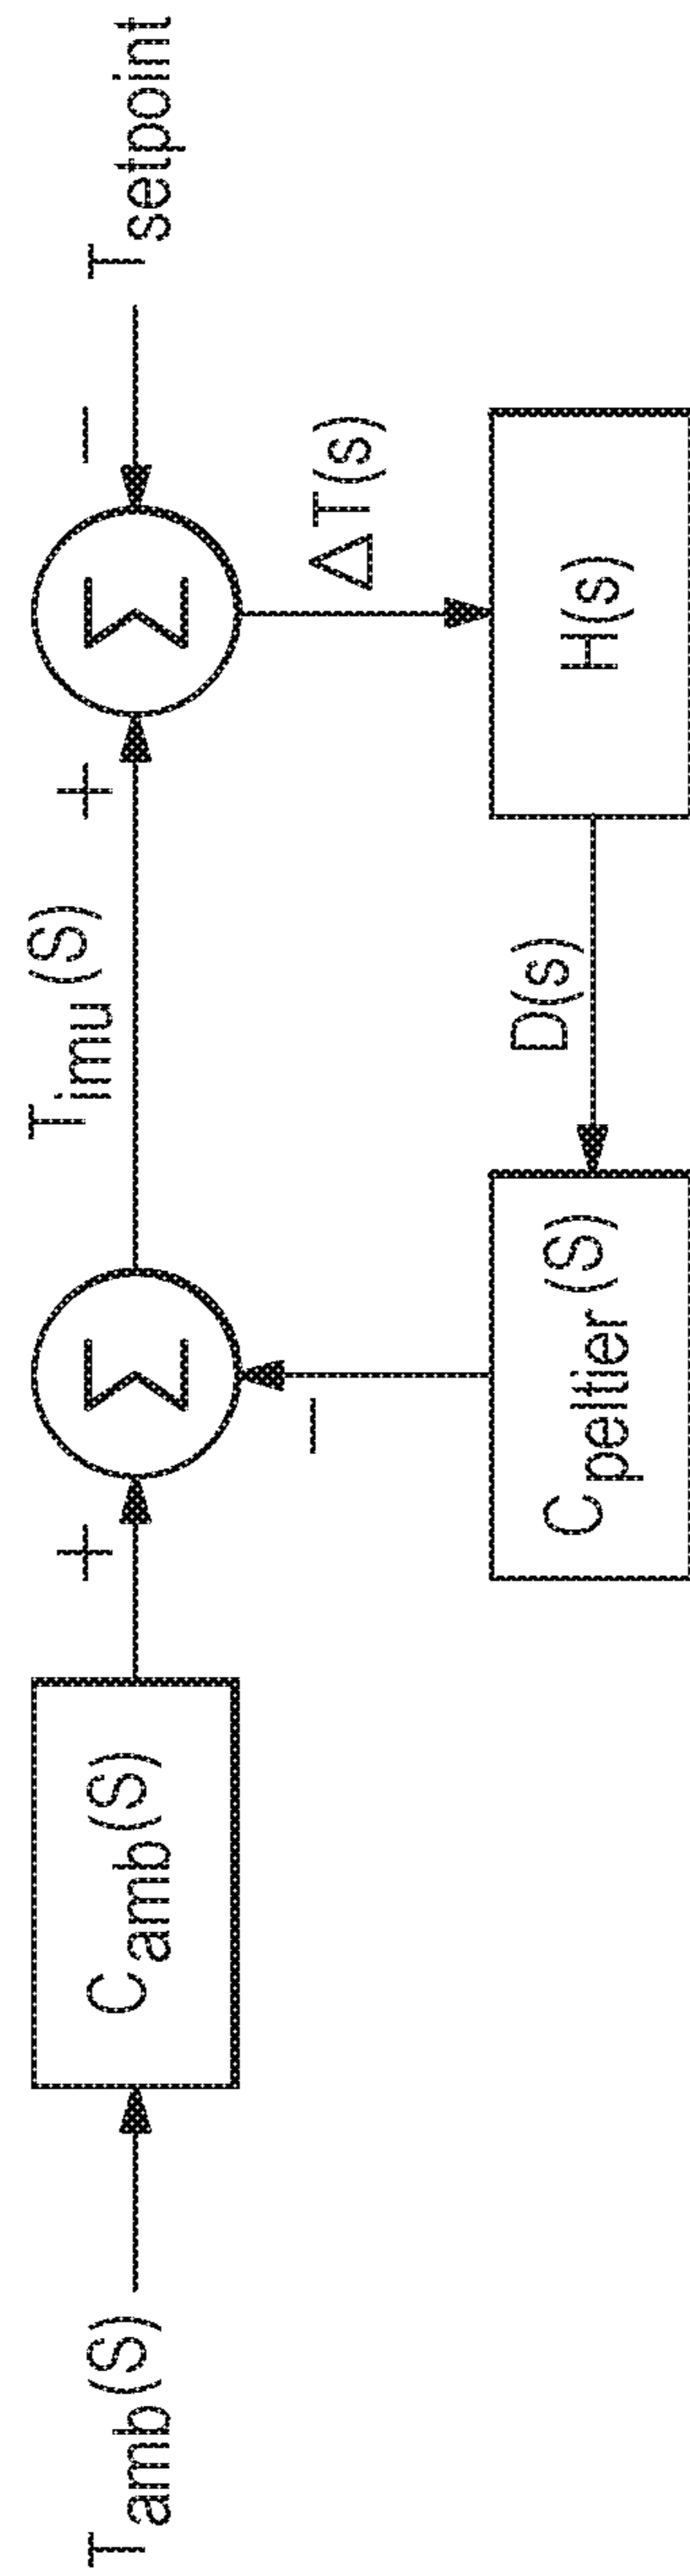 T_amb(S)
C_amb(S)
+
Σ
−
T_imu(S)
+
Σ
−
T_setpoint
ΔT(s)
H(s)
D(s)
C_peltier(S)